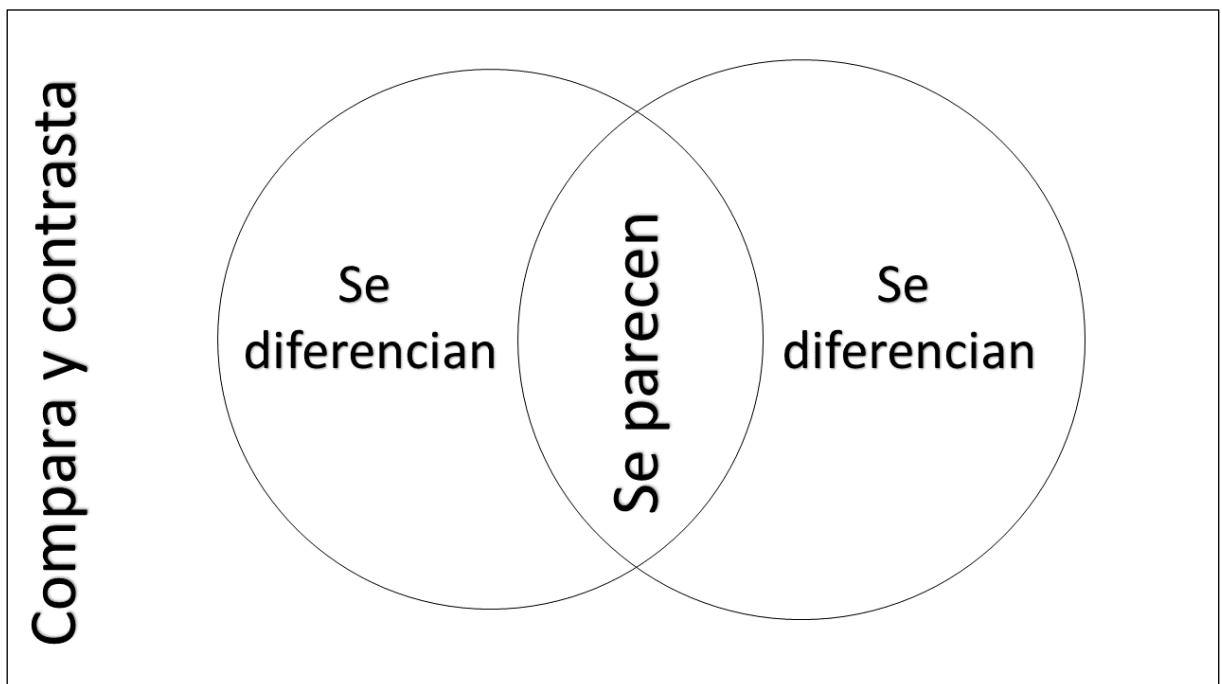 Compara y contrasta
Se
diferencian
Se parecen
Se
diferencian